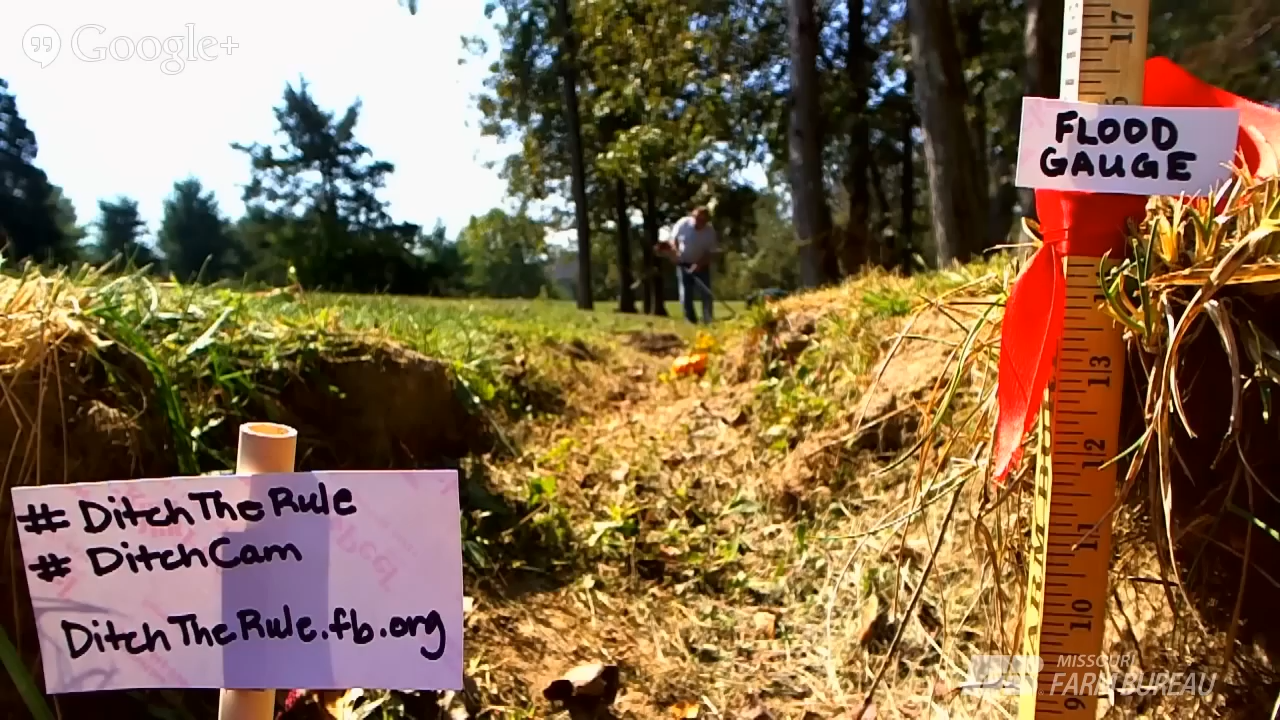 Google+
17
FLOOD
GAUGE
13
12
11
10
9
# DitchTheRule
# DitchCam
DitchTheRule.fb.org
MISSOURI
FARM BUREAU